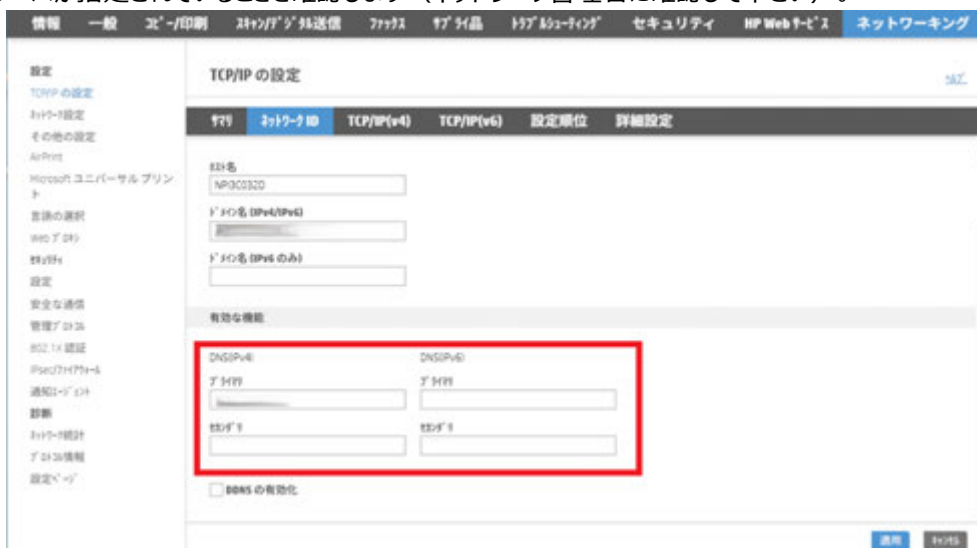 情報 一般 ｺﾋﾟｰ/印刷 ｽｷｬﾝ/ﾃﾞｼﾞﾀﾙ送信 ﾌｧｯｸｽ ｻﾌﾟﾗｲ品 ﾄﾗﾌﾞﾙｼｭｰﾃｨﾝｸﾞ セキュリティ HP Web ｻｰﾋﾞｽ ネットワーキング
設定
TCP/IP の設定
ﾈｯﾄﾜｰｸ設定
その他の設定
AirPrint
Microsoft ユニバーサル プリント
言語の選択
Web ﾌﾟﾛｷｼ
ｾｷｭﾘﾃｨ
設定
安全な通信
管理ﾌﾟﾛﾄｺﾙ
802.1X 認証
IPsec/ﾌｧｲｱｳｫｰﾙ
通知ｴｰｼﾞｪﾝﾄ
診断
ﾈｯﾄﾜｰｸ統計
ﾌﾟﾛﾄｺﾙ情報
設定ﾍﾟｰｼﾞ
TCP/IP の設定
ﾍﾙﾌﾟ
ｻﾏﾘ ﾈｯﾄﾜｰｸ ID TCP/IP(v4) TCP/IP(v6) 設定順位 詳細設定
ﾎｽﾄ名
ﾄﾞﾒｲﾝ名 (IPv4/IPv6)
ﾄﾞﾒｲﾝ名 (IPv6 のみ)
有効な機能
DNS(IPv4) DNS(IPv6)
ﾌﾟﾗｲﾏﾘ ﾌﾟﾗｲﾏﾘ
ｾｶﾝﾀﾞﾘ ｾｶﾝﾀﾞﾘ
DDNS の有効化
適用 ｷｬﾝｾﾙ